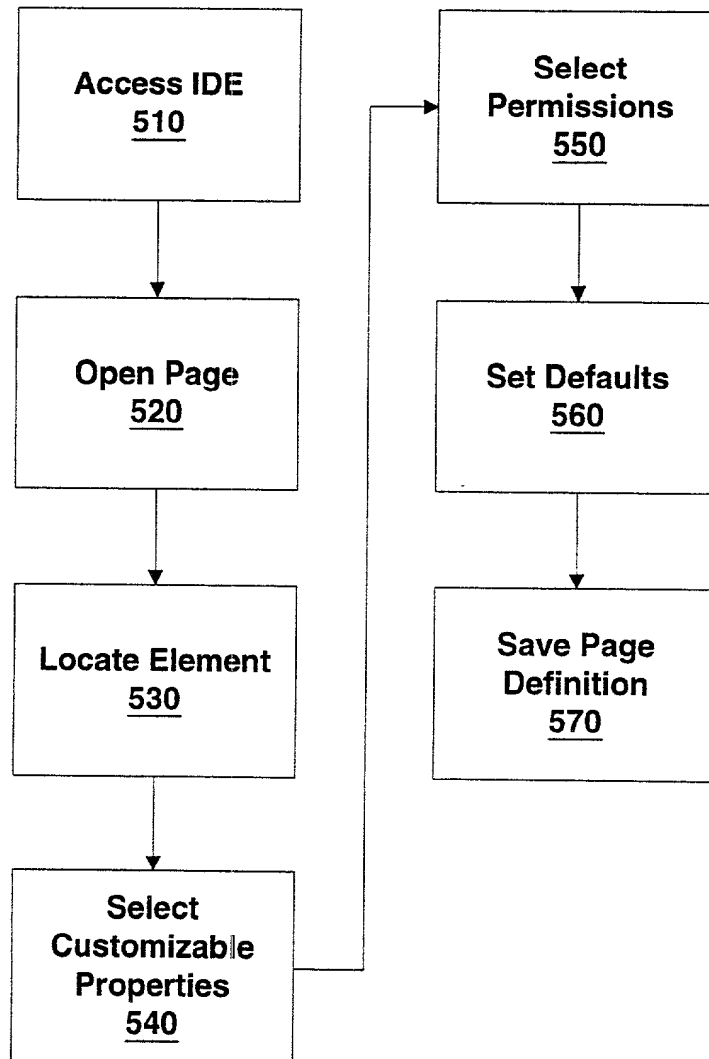 Access IDE
510
Open Page
520
Locate Element
530
Select
Customizable
Properties
540
Select
Permissions
550
Set Defaults
560
Save Page
Definition
570